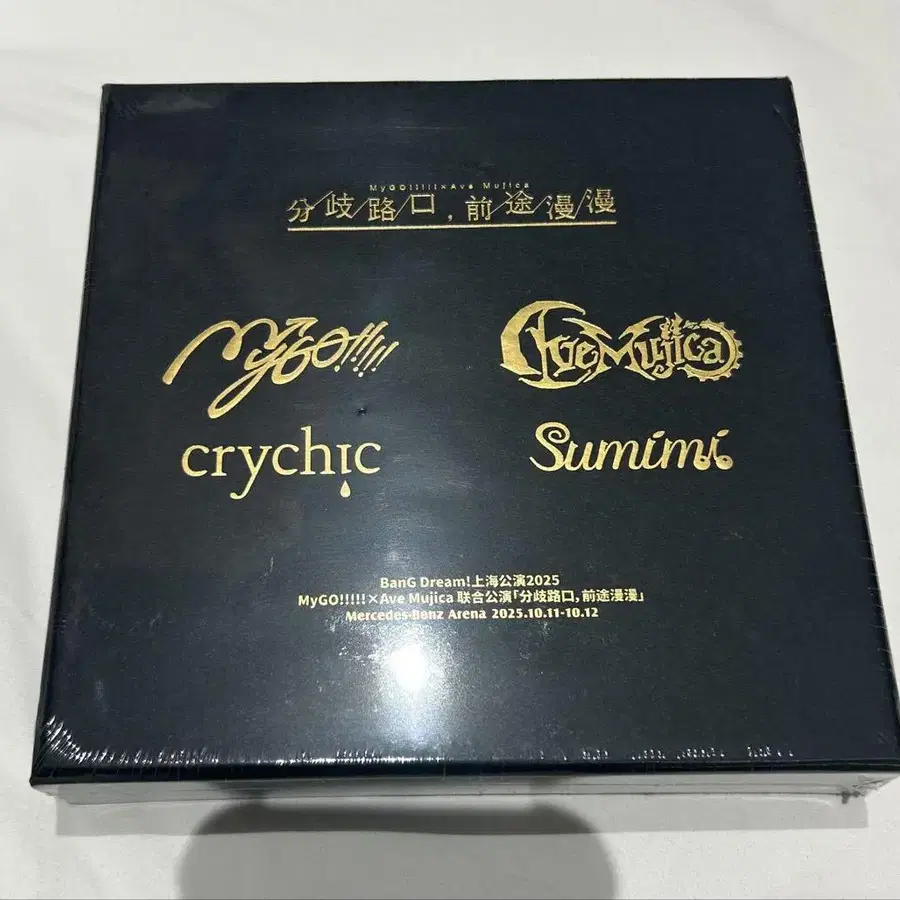 MyGO!!!!!×Ave Mujica
分歧路口,前途漫漫
MyGO!!!!!
Ave Mujica
crychic
Sumimi
BanG Dream!上海公演2025
MyGO!!!!!×Ave Mujica 联合公演「分歧路口,前途漫漫」
Mercedes-Benz Arena 2025.10.11-10.12